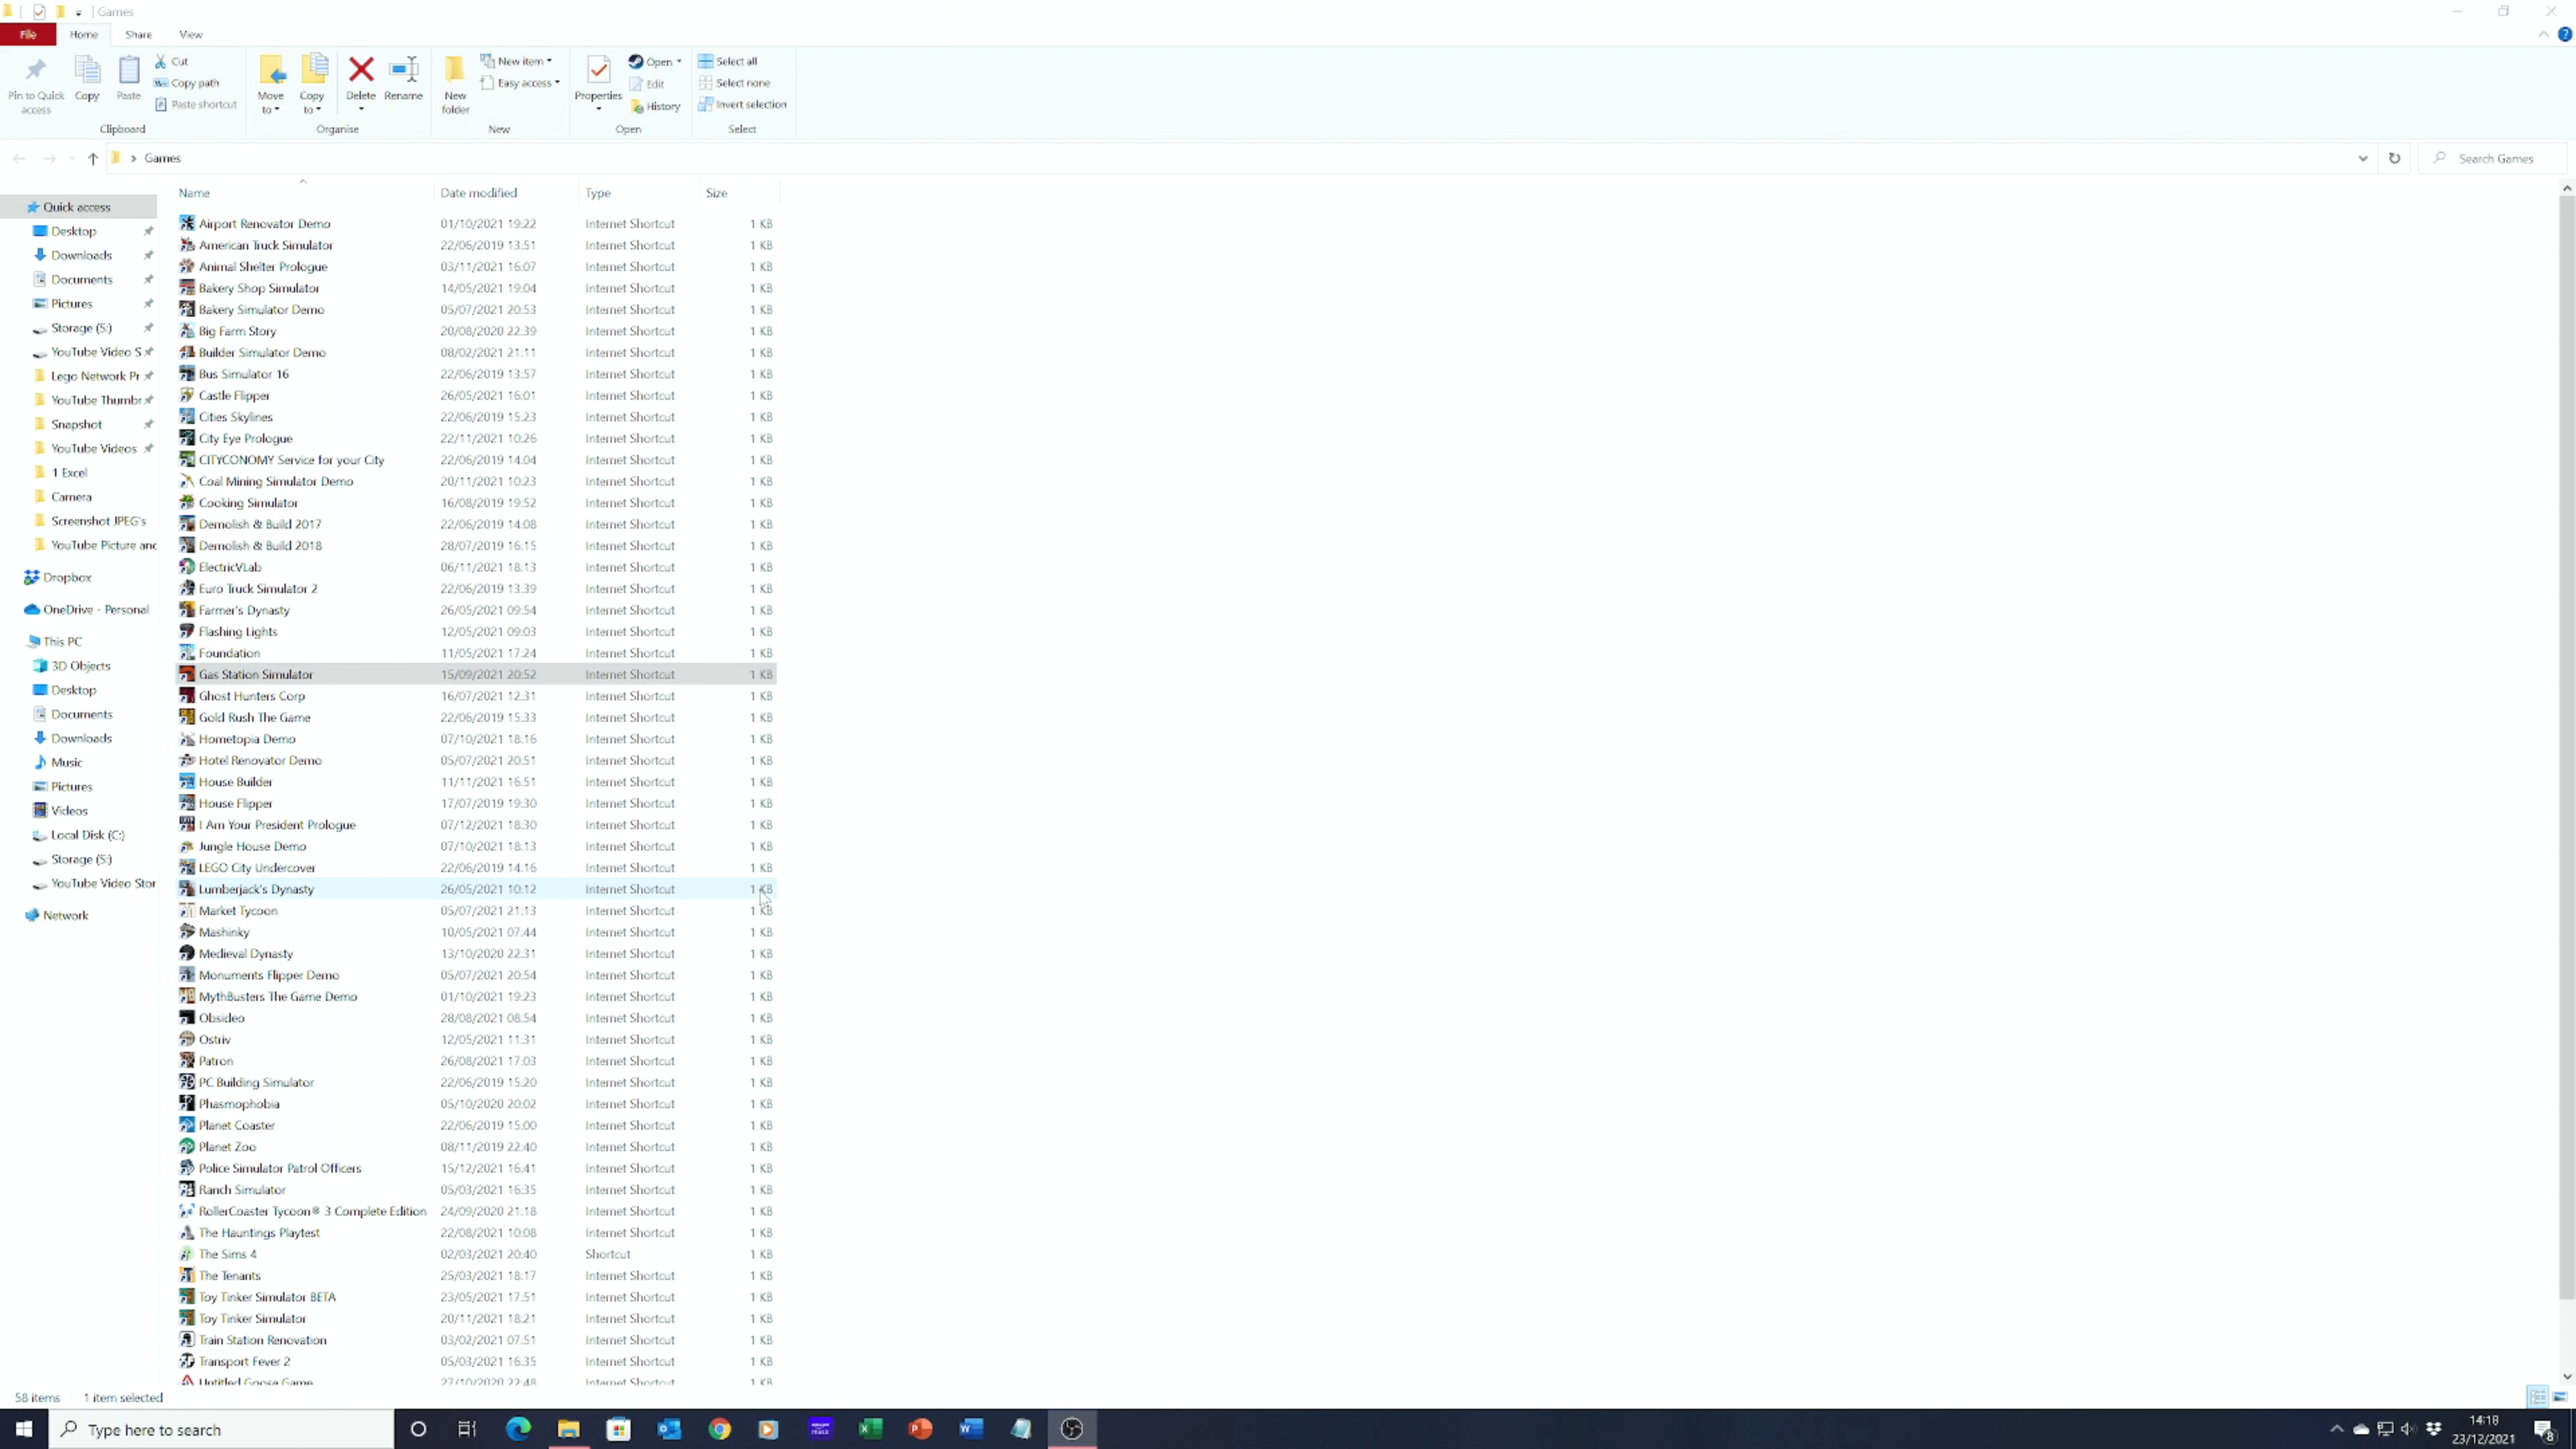 Games
File Home Share View
Pin to Quick access
Copy
Paste
Cut
Copy path
Paste shortcut
Clipboard
Move to
Copy to
Delete
Rename
Organise
New folder
New item
Easy access
New
Properties
Open
Edit
History
Open
Select all
Select none
Invert selection
Select
Games
Search Games
Quick access
Desktop
Downloads
Documents
Pictures
Storage (S:)
YouTube Video S
Lego Network Pr
YouTube Thumbr
Snapshot
YouTube Videos
1 Excel
Camera
Screenshot JPEG's
YouTube Picture anc
Dropbox
OneDrive - Personal
This PC
3D Objects
Desktop
Documents
Downloads
Music
Pictures
Videos
Local Disk (C:)
Storage (S:)
YouTube Video Stor
Network
Name Date modified Type Size
Airport Renovator Demo 01/10/2021 19:22 Internet Shortcut 1 KB
American Truck Simulator 22/06/2019 13:51 Internet Shortcut 1 KB
Animal Shelter Prologue 03/11/2021 16:07 Internet Shortcut 1 KB
Bakery Shop Simulator 14/05/2021 19:04 Internet Shortcut 1 KB
Bakery Simulator Demo 05/07/2021 20:53 Internet Shortcut 1 KB
Big Farm Story 20/08/2020 22:39 Internet Shortcut 1 KB
Builder Simulator Demo 08/02/2021 21:11 Internet Shortcut 1 KB
Bus Simulator 16 22/06/2019 13:57 Internet Shortcut 1 KB
Castle Flipper 26/05/2021 16:01 Internet Shortcut 1 KB
Cities Skylines 22/06/2019 15:23 Internet Shortcut 1 KB
City Eye Prologue 22/11/2021 10:26 Internet Shortcut 1 KB
CITYCONOMY Service for your City 22/06/2019 14:04 Internet Shortcut 1 KB
Coal Mining Simulator Demo 20/11/2021 10:23 Internet Shortcut 1 KB
Cooking Simulator 16/08/2019 19:52 Internet Shortcut 1 KB
Demolish & Build 2017 22/06/2019 14:08 Internet Shortcut 1 KB
Demolish & Build 2018 28/07/2019 16:15 Internet Shortcut 1 KB
ElectricVLab 06/11/2021 18:13 Internet Shortcut 1 KB
Euro Truck Simulator 2 22/06/2019 13:39 Internet Shortcut 1 KB
Farmer's Dynasty 26/05/2021 09:54 Internet Shortcut 1 KB
Flashing Lights 12/05/2021 09:03 Internet Shortcut 1 KB
Foundation 11/05/2021 17:24 Internet Shortcut 1 KB
Gas Station Simulator 15/09/2021 20:52 Internet Shortcut 1 KB
Ghost Hunters Corp 16/07/2021 12:31 Internet Shortcut 1 KB
Gold Rush The Game 22/06/2019 15:33 Internet Shortcut 1 KB
Hometopia Demo 07/10/2021 18:16 Internet Shortcut 1 KB
Hotel Renovator Demo 05/07/2021 20:51 Internet Shortcut 1 KB
House Builder 11/11/2021 16:51 Internet Shortcut 1 KB
House Flipper 17/07/2019 19:30 Internet Shortcut 1 KB
I Am Your President Prologue 07/12/2021 18:30 Internet Shortcut 1 KB
Jungle House Demo 07/10/2021 18:13 Internet Shortcut 1 KB
LEGO City Undercover 22/06/2019 14:16 Internet Shortcut 1 KB
Lumberjack's Dynasty 26/05/2021 10:12 Internet Shortcut 1 KB
Market Tycoon 05/07/2021 21:13 Internet Shortcut 1 KB
Mashinky 10/05/2021 07:44 Internet Shortcut 1 KB
Medieval Dynasty 13/10/2020 22:31 Internet Shortcut 1 KB
Monuments Flipper Demo 05/07/2021 20:54 Internet Shortcut 1 KB
MythBusters The Game Demo 01/10/2021 19:23 Internet Shortcut 1 KB
Obsideo 28/08/2021 08:54 Internet Shortcut 1 KB
Ostriv 12/05/2021 11:31 Internet Shortcut 1 KB
Patron 26/08/2021 17:03 Internet Shortcut 1 KB
PC Building Simulator 22/06/2019 15:20 Internet Shortcut 1 KB
Phasmophobia 05/10/2020 20:02 Internet Shortcut 1 KB
Planet Coaster 22/06/2019 15:00 Internet Shortcut 1 KB
Planet Zoo 08/11/2019 22:40 Internet Shortcut 1 KB
Police Simulator Patrol Officers 15/12/2021 16:41 Internet Shortcut 1 KB
Ranch Simulator 05/03/2021 16:35 Internet Shortcut 1 KB
RollerCoaster Tycoon® 3 Complete Edition 24/09/2020 21:18 Internet Shortcut 1 KB
The Hauntings Playtest 22/08/2021 10:08 Internet Shortcut 1 KB
The Sims 4 02/03/2021 20:40 Shortcut 1 KB
The Tenants 25/03/2021 18:17 Internet Shortcut 1 KB
Toy Tinker Simulator BETA 23/05/2021 17:51 Internet Shortcut 1 KB
Toy Tinker Simulator 20/11/2021 18:21 Internet Shortcut 1 KB
Train Station Renovation 03/02/2021 07:51 Internet Shortcut 1 KB
Transport Fever 2 05/03/2021 16:35 Internet Shortcut 1 KB
Untitled Goose Game 27/10/2020 22:48 Internet Shortcut 1 KB
58 items 1 item selected
Type here to search
14:18
23/12/2021
8